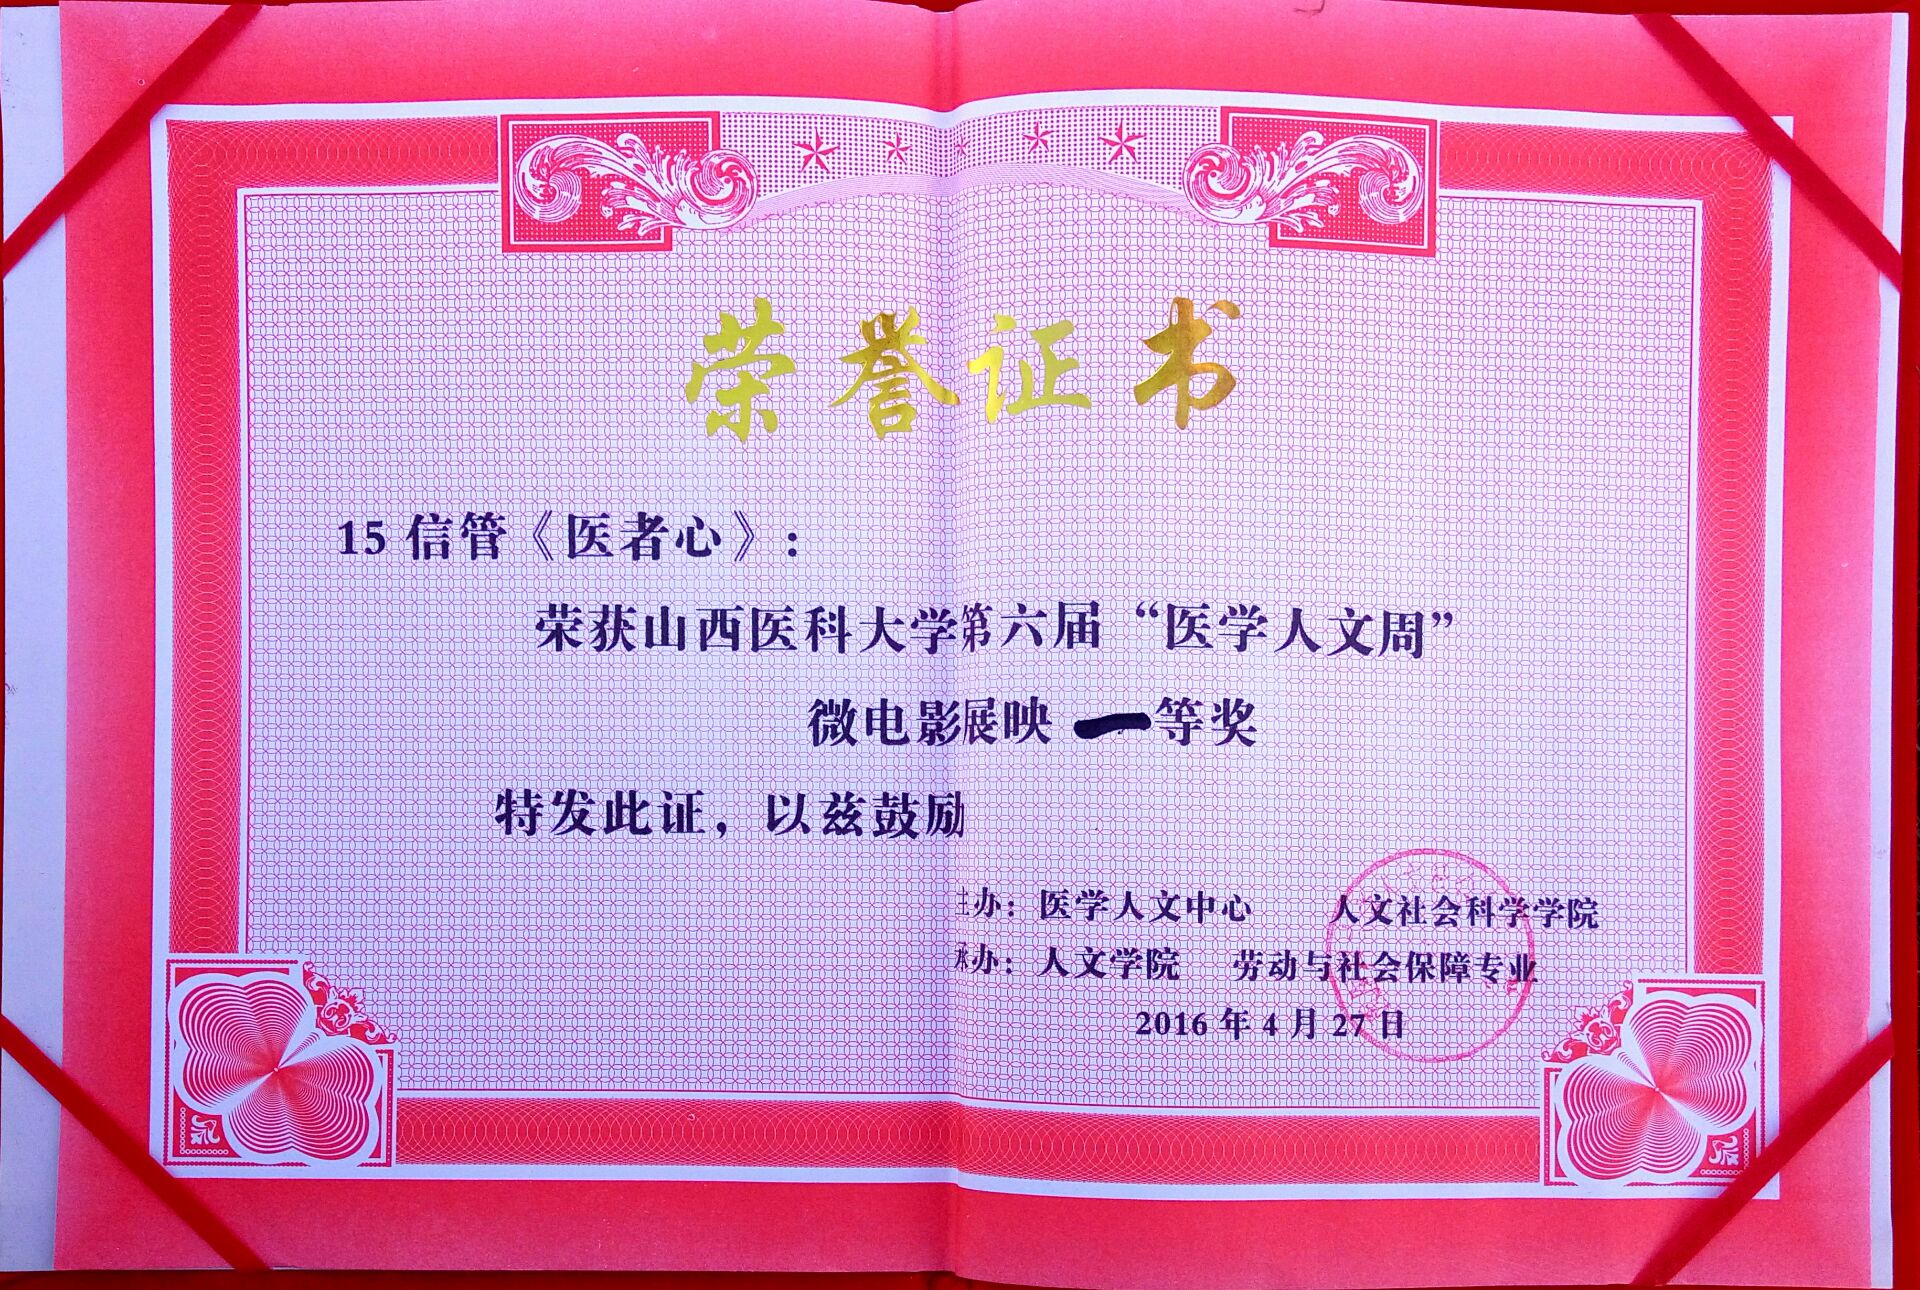 荣誉证书
15 信管《医者心》:
荣获山西医科大学第六届“医学人文周”
微电影展映 一等奖
特发此证，以兹鼓励
主办：医学人文中心 人文社会科学学院
承办：人文学院 劳动与社会保障专业
2016 年 4 月 27 日